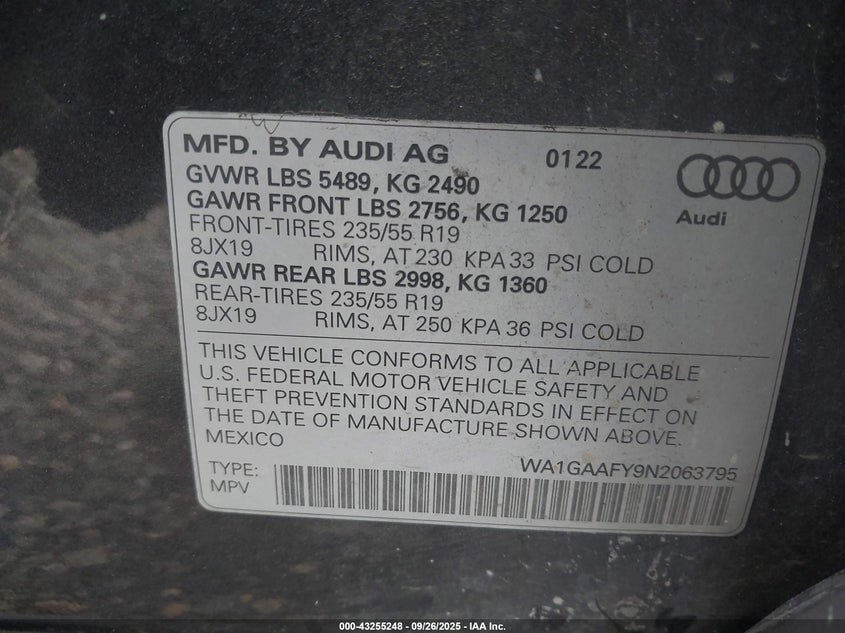 MFD. BY AUDI AG 01 22
GVWR LBS 5489, KG 2490
GAWR FRONT LBS 2756, KG 1250
FRONT-TIRES 235/55 R19
8JX19 RIMS, AT 230 KPA 33 PSI COLD
GAWR REAR LBS 2998, KG 1360
REAR-TIRES 235/55 R19
8JX19 RIMS, AT 250 KPA 36 PSI COLD
Audi
THIS VEHICLE CONFORMS TO ALL APPLICABLE
U.S. FEDERAL MOTOR VEHICLE SAFETY AND
THEFT PREVENTION STANDARDS IN EFFECT ON
THE DATE OF MANUFACTURE SHOWN ABOVE.
MEXICO
WA1GAAFY9N2063795
TYPE:
MPV
000-43255248 - 09/26/2025 - IAA Inc.